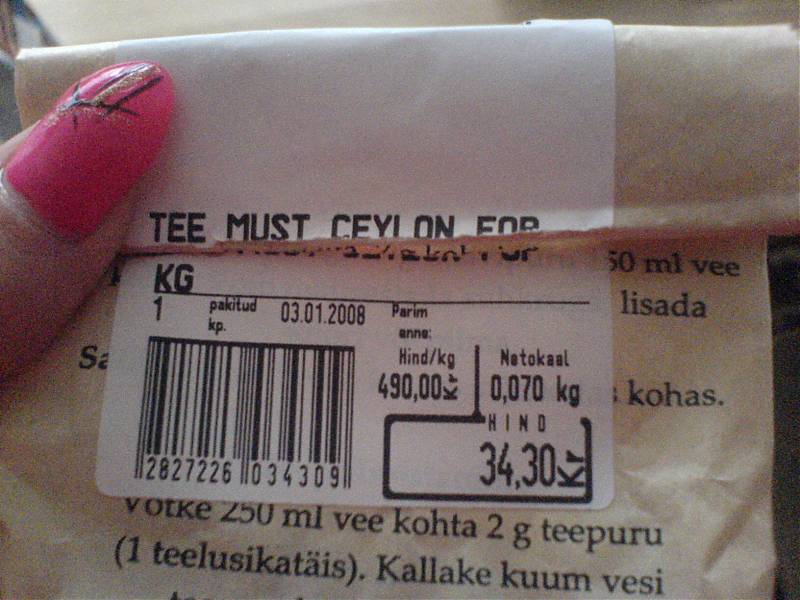 TEE MUST CEYLON FOP
50 ml vee
KG
lisada
1 pakitud kp. 03.01.2008 Parim enne:
Hind/kg Netokaal
490,00Kr 0,070 kg
kohas.
HIND
34,30Kr
2827226 034309
Võtke 250 ml vee kohta 2 g teepuru
(1 teelusikatäis). Kallake kuum vesi